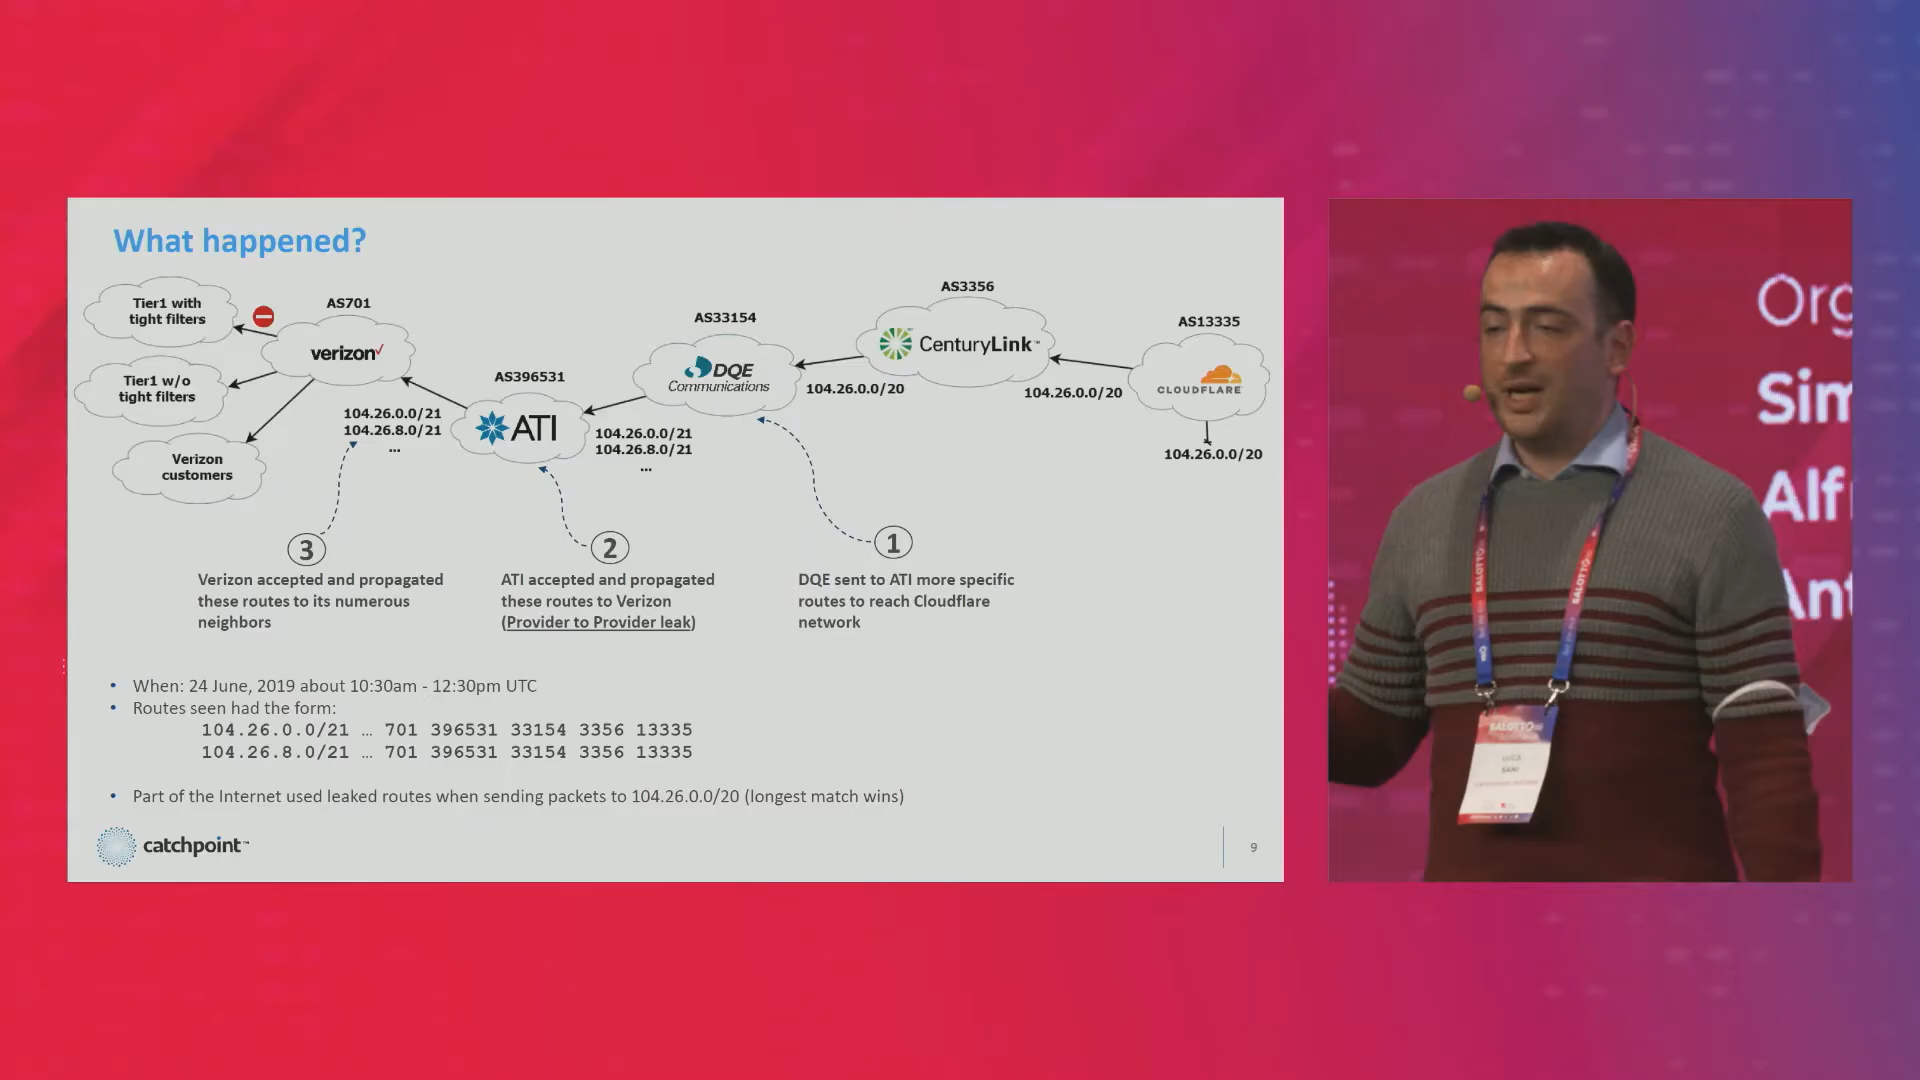 What happened?
Tier1 with
tight filters
AS701
verizon✓
Tier1 w/o
tight filters
Verizon
customers
104.26.0.0/21
104.26.8.0/21
...
AS396531
ATI
AS33154
DQE
Communications
104.26.0.0/21
104.26.8.0/21
...
AS3356
CenturyLink™
104.26.0.0/20
104.26.0.0/20
AS13335
CLOUDFLARE
104.26.0.0/20
3
Verizon accepted and propagated
these routes to its numerous
neighbors
2
ATI accepted and propagated
these routes to Verizon
(Provider to Provider leak)
1
DQE sent to ATI more specific
routes to reach Cloudflare
network
• When: 24 June, 2019 about 10:30am - 12:30pm UTC
• Routes seen had the form:
104.26.0.0/21 … 701 396531 33154 3356 13335
104.26.8.0/21 … 701 396531 33154 3356 13335
• Part of the Internet used leaked routes when sending packets to 104.26.0.0/20 (longest match wins)
catchpoint™
9
Org
Sim
Alf
Ant
SALOTTO
LUCA
SANI